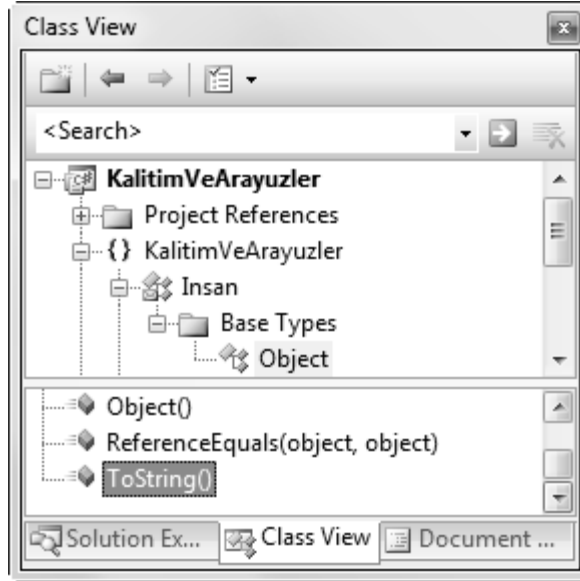 Class View
<Search>
C# KalitimVeArayuzler
Project References
{} KalitimVeArayuzler
Insan
Base Types
Object
Object()
ReferenceEquals(object, object)
ToString()
Solution Ex... Class View Document ...